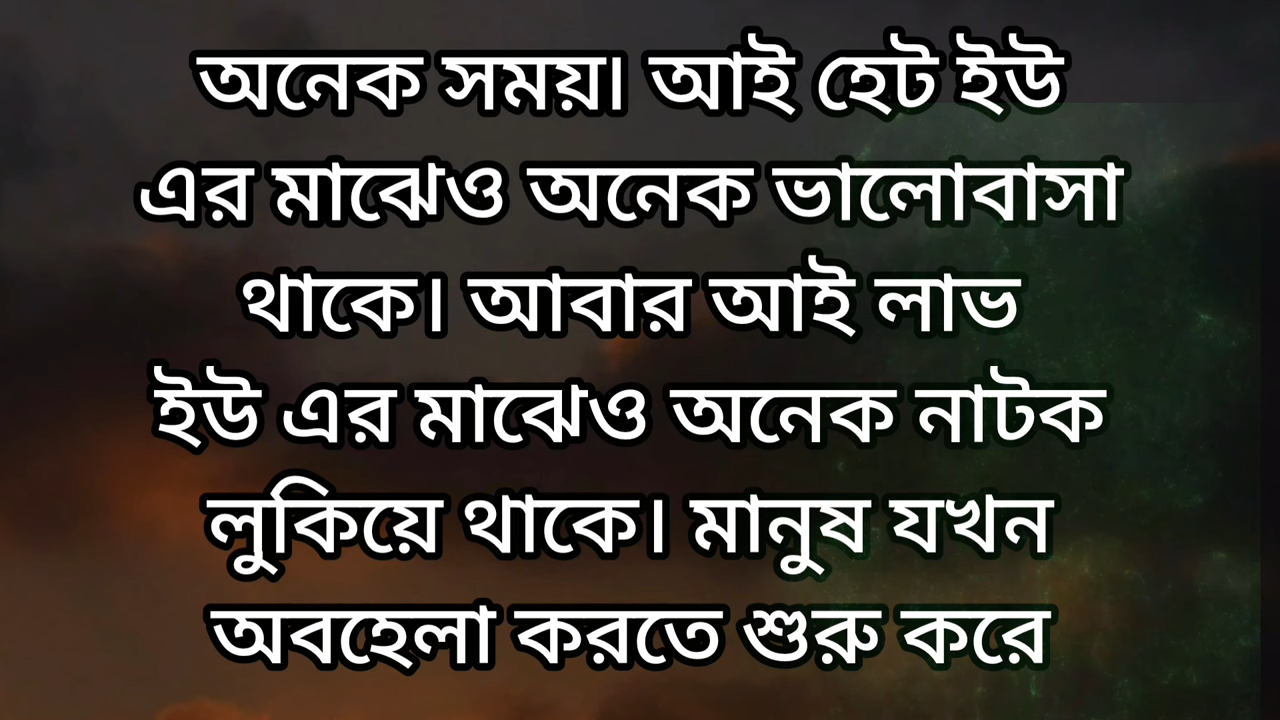 অনেক সময়। আই হেট ইউ
এর মাঝেও অনেক ভালোবাসা
থাকে। আবার আই লাভ
ইউ এর মাঝেও অনেক নাটক
লুকিয়ে থাকে। মানুষ যখন
অবহেলা করতে শুরু করে